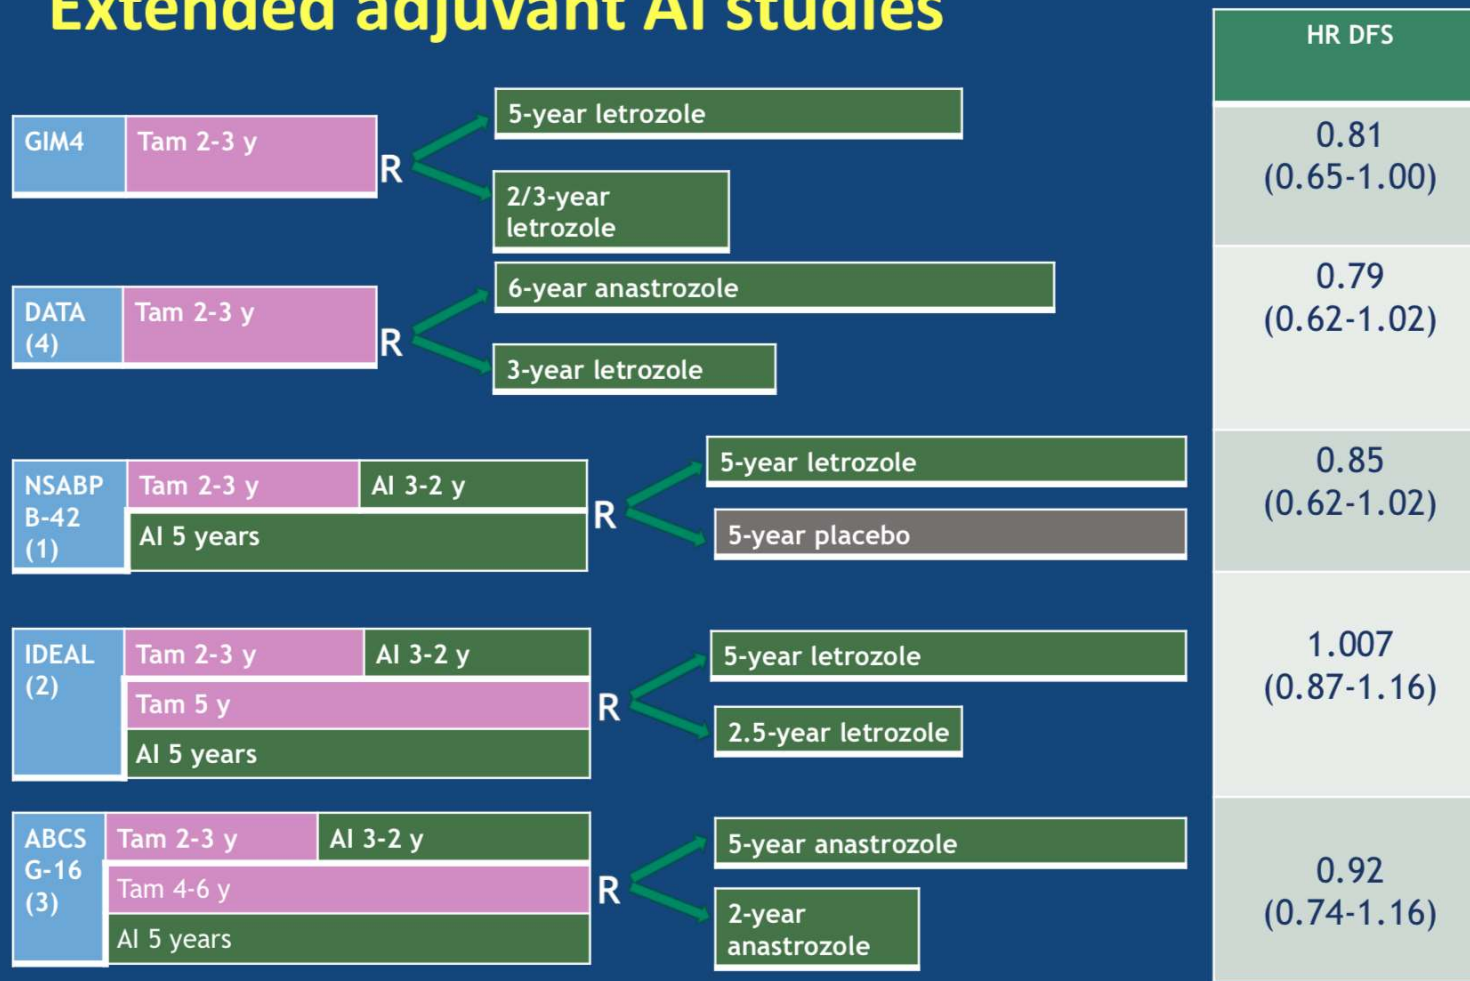 Extended adjuvant AI studies
HR DFS
GIM4
Tam 2-3 y
R
5-year letrozole
2/3-year
letrozole
0.81
(0.65-1.00)
DATA
(4)
Tam 2-3 y
R
6-year anastrozole
3-year letrozole
0.79
(0.62-1.02)
NSABP
B-42
(1)
Tam 2-3 y
AI 3-2 y
AI 5 years
R
5-year letrozole
5-year placebo
0.85
(0.62-1.02)
IDEAL
(2)
Tam 2-3 y
AI 3-2 y
Tam 5 y
AI 5 years
R
5-year letrozole
2.5-year letrozole
1.007
(0.87-1.16)
ABCS
G-16
(3)
Tam 2-3 y
AI 3-2 y
Tam 4-6 y
AI 5 years
R
5-year anastrozole
2-year
anastrozole
0.92
(0.74-1.16)